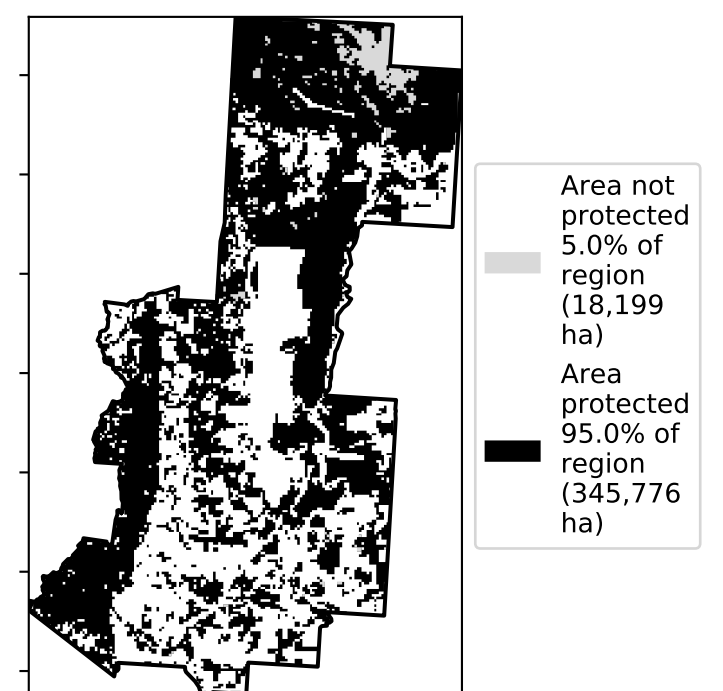 Area not
protected
5.0% of
region
(18,199
ha)
Area
protected
95.0% of
region
(345,776
ha)